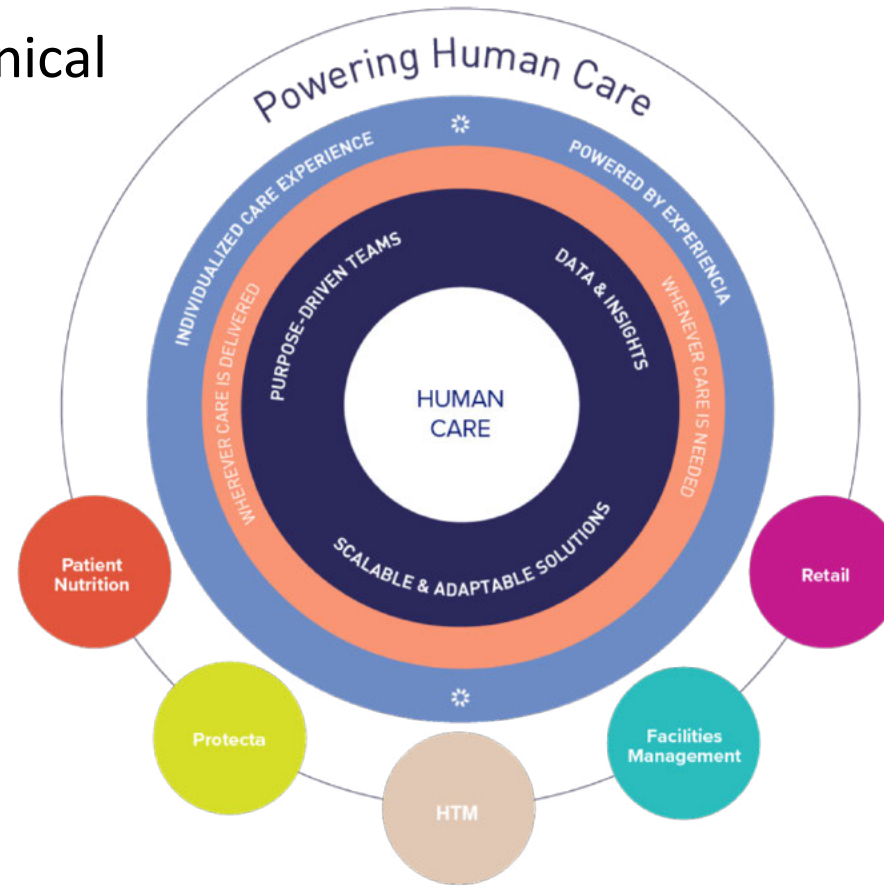 Powering Human Care
INDIVIDUALIZED CARE EXPERIENCE
POWERED BY EXPERIENCIA
WHEREVER CARE IS DELIVERED
WHENEVER CARE IS NEEDED
PURPOSE-DRIVEN TEAMS
DATA & INSIGHTS
SCALABLE & ADAPTABLE SOLUTIONS
HUMAN
CARE
Patient
Nutrition
Protecta
HTM
Facilities
Management
Retail